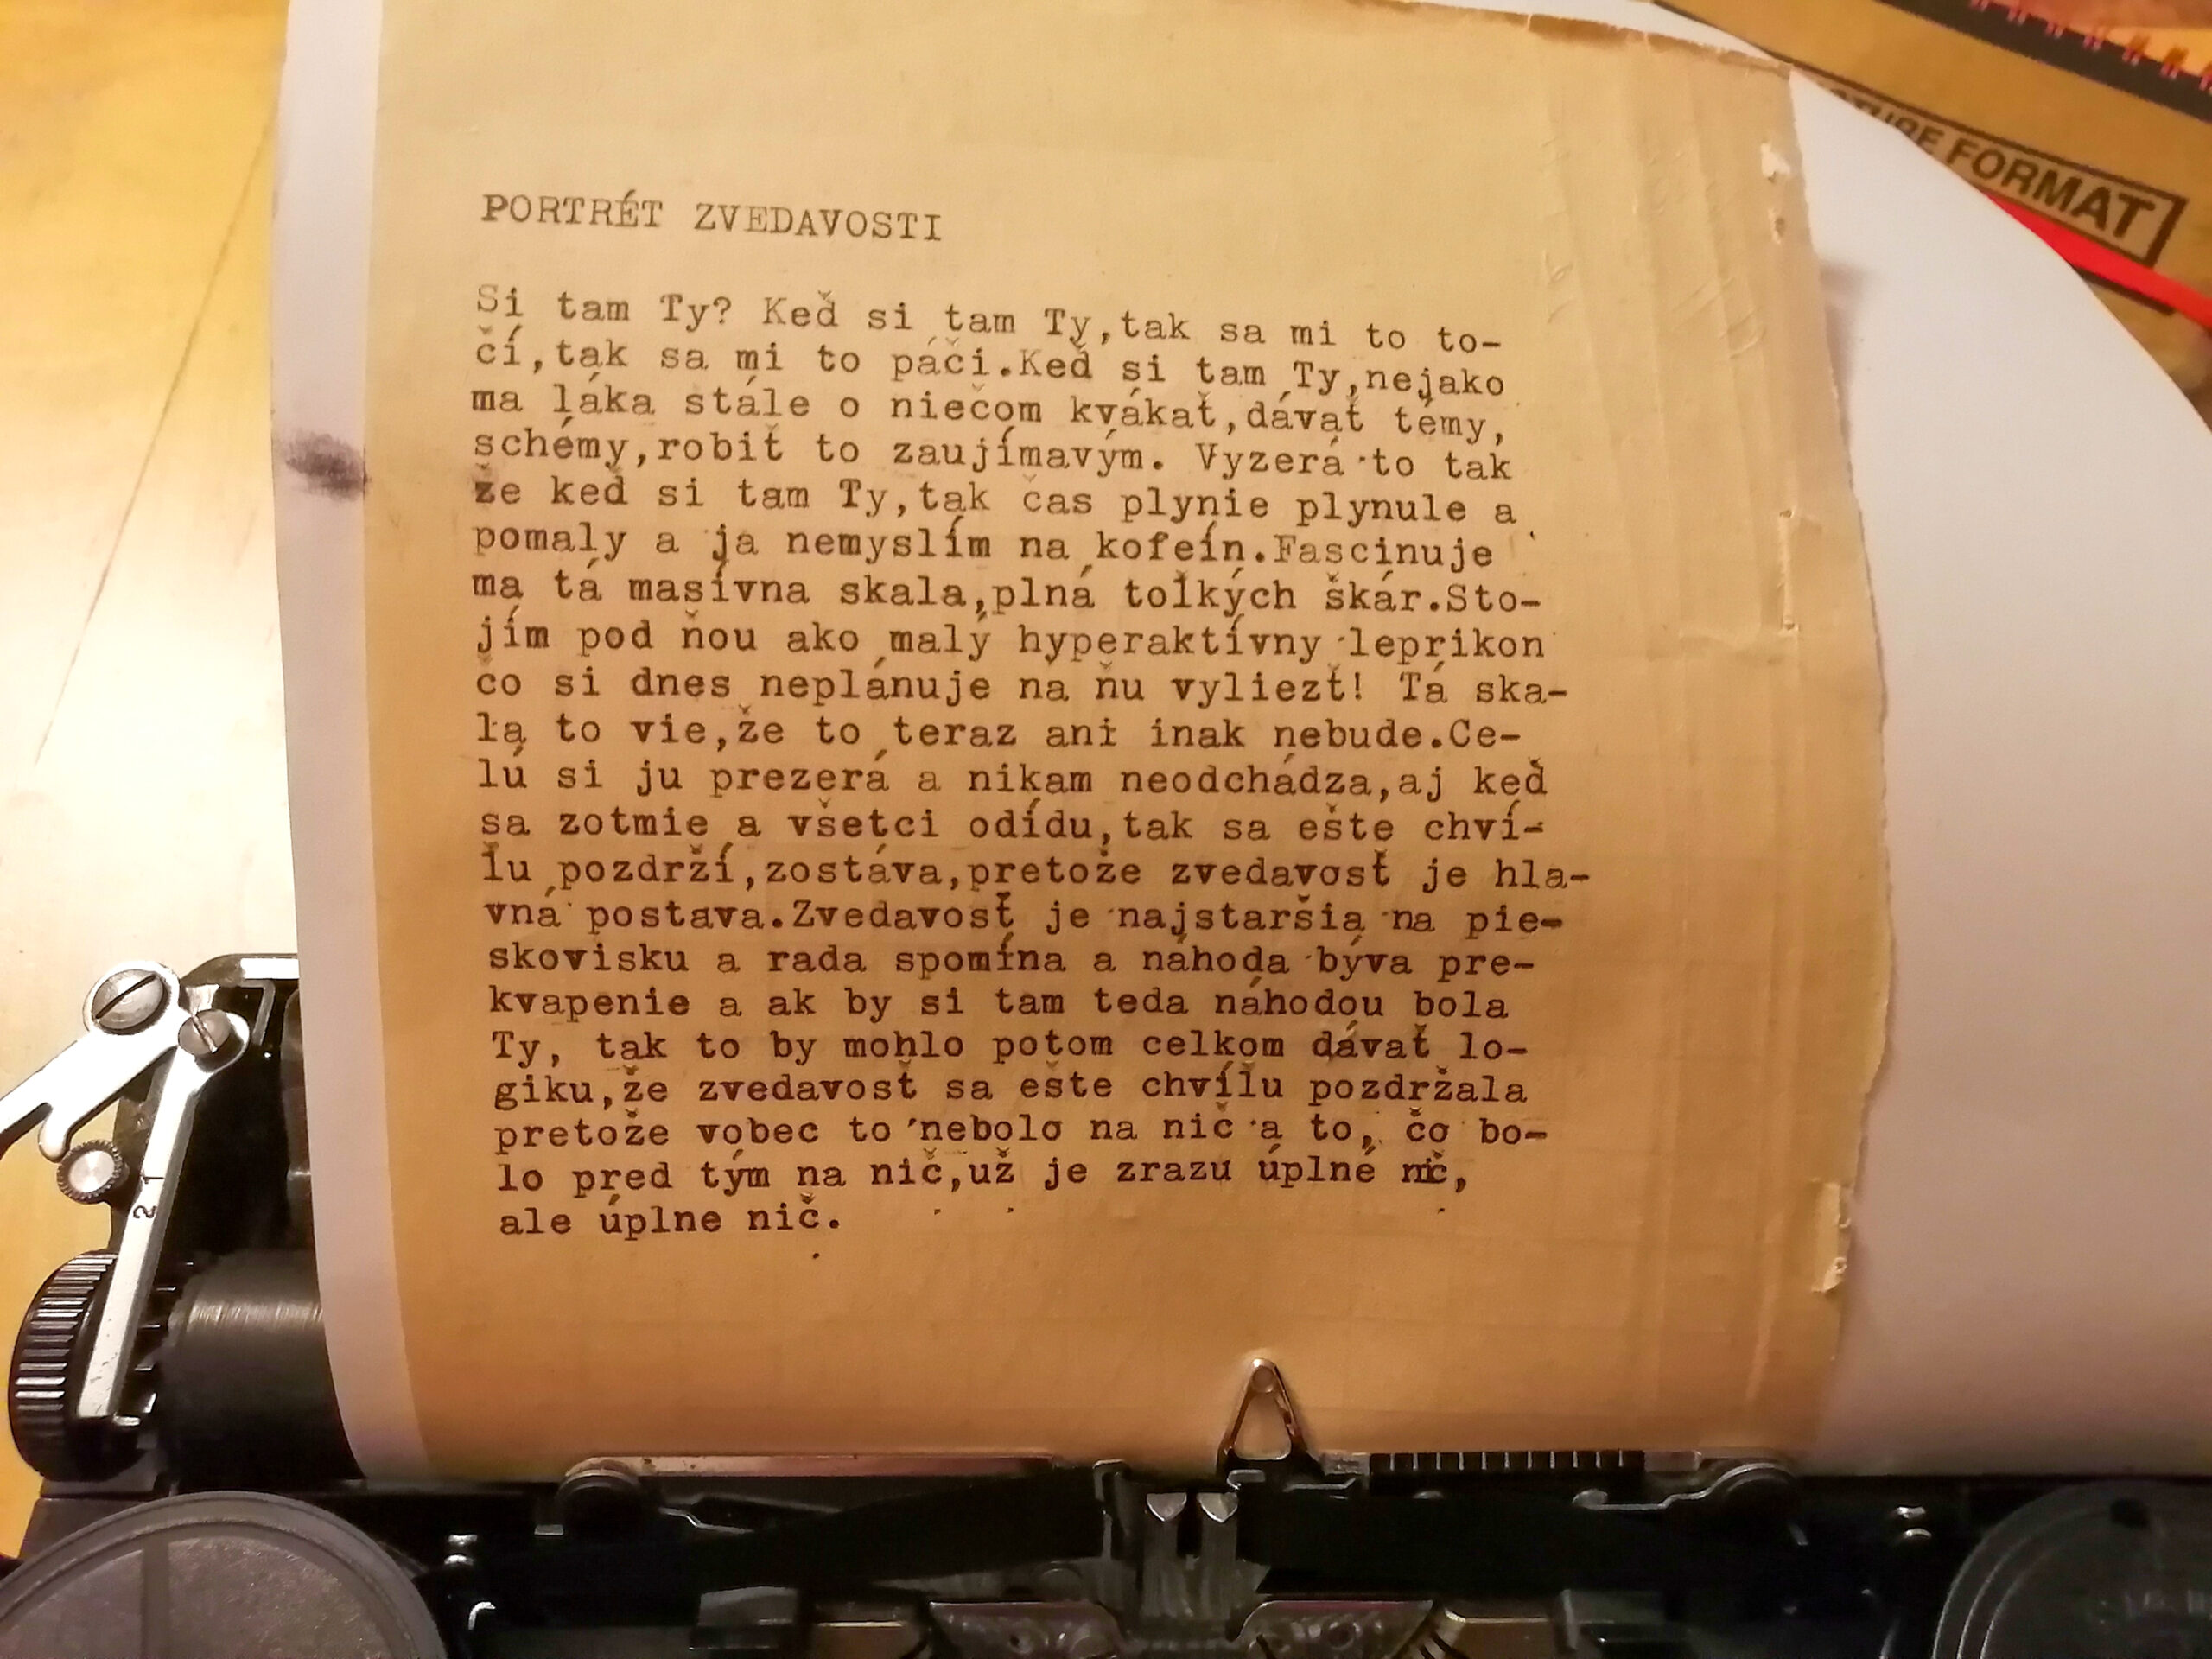 PORTRÉT ZVEDAVOSTI
Si tam Ty? Keď si tam Ty,tak sa mi to to-
čí,tak sa mi to páči.Keď si tam Ty,nejako
ma láka stále o niečom kvákať,dávať témy,
schémy,robiť to zaujímavým. Vyzerá to tak
že keď si tam Ty,tak čas plynie plynule a
pomaly a ja nemyslím na kofeín.Fascinuje
ma tá masívna skala,plná toľkých škár.Sto-
jím pod ňou ako malý hyperaktívny leprikon
čo si dnes neplánuje na ňu vyliezť! Tá ska-
la to vie,že to teraz ani inak nebude.Ce-
lú si ju prezerá a nikam neodchádza,aj keď
sa zotmie a všetci odídu,tak sa ešte chví-
ľu pozdrží,zostáva,pretože zvedavosť je hla-
vná postava.Zvedavosť je najstaršia na pie-
skovisku a rada spomína a náhoda býva pre-
kvapenie a ak by si tam teda náhodou bola
Ty, tak to by mohlo potom celkom dávať lo-
giku,že zvedavosť sa ešte chvíľu pozdržala
pretože vobec to nebolo na nič a to, čo bo-
lo pred tým na nič,už je zrazu úplné nič,
ale úplne nič.
FORMAT
21